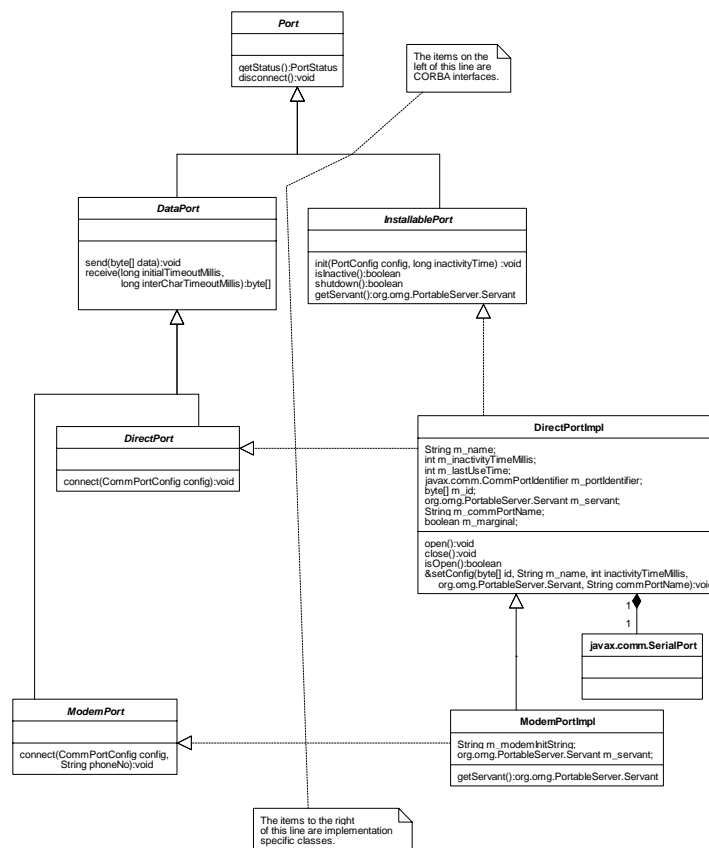 Port
getStatus():PortStatus
disconnect():void
The items on the
left of this line are
CORBA interfaces.
DataPort
send(byte[] data):void
receive(long initialTimeoutMillis,
long interCharTimeoutMillis):byte[]
InstallablePort
init(PortConfig config, long inactivityTime) :void
isInactive():boolean
shutdown():boolean
getServant():org.omg.PortableServer.Servant
DirectPort
connect(CommPortConfig config):void
DirectPortImpl
String m_name;
int m_inactivityTimeMillis;
int m_lastUseTime;
javax.comm.CommPortIdentifier m_portIdentifier;
byte[] m_id;
org.omg.PortableServer.Servant m_servant;
String m_commPortName;
boolean m_marginal;
open():void
close():void
isOpen():boolean
&setConfig(byte[] id, String m_name, int inactivityTimeMillis,
org.omg.PortableServer.Servant, String commPortName):void
1
1
javax.comm.SerialPort
ModemPort
connect(CommPortConfig config,
String phoneNo):void
ModemPortImpl
String m_modemInitString;
org.omg.PortableServer.Servant m_servant;
getServant():org.omg.PortableServer.Servant
The items to the right
of this line are implementation
specific classes.